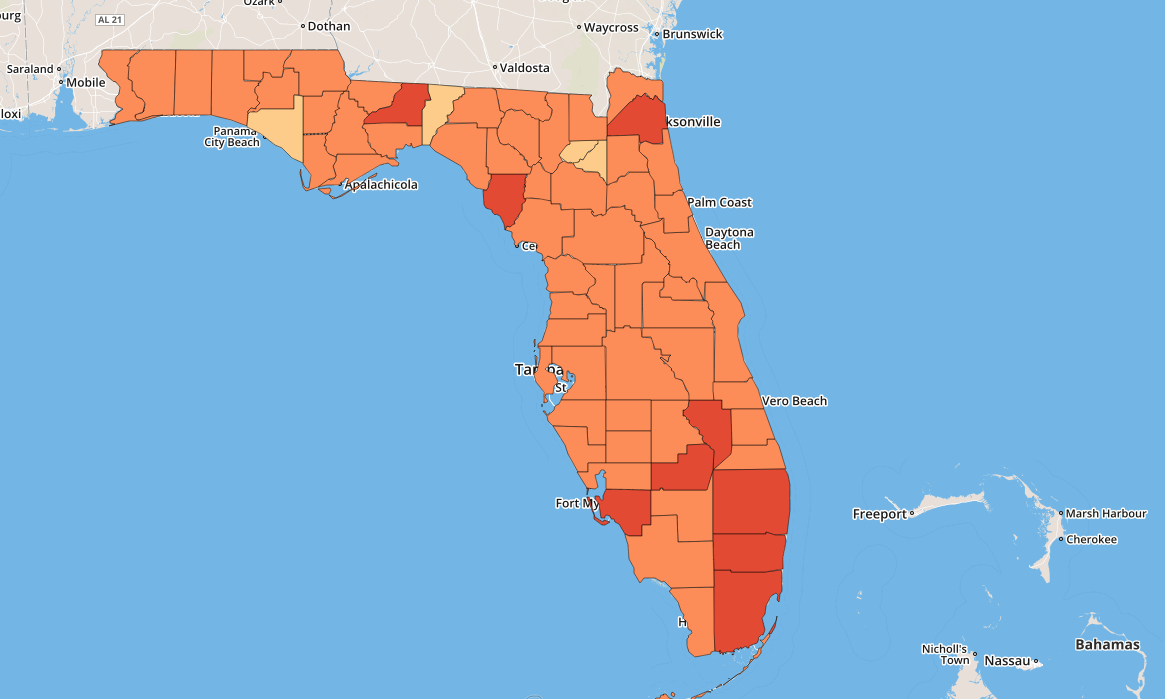 burg
Ozark
AL 21
Dothan
Waycross
Brunswick
Saraland
Valdosta
Mobile
loxi
ksonville
Panama
City Beach
Apalachicola
Palm Coast
Daytona
Beach
Ce
Tampa
St
Vero Beach
Fort My
Freeport
Marsh Harbour
Cherokee
H
Nicholl's
Town
Nassau
Bahamas